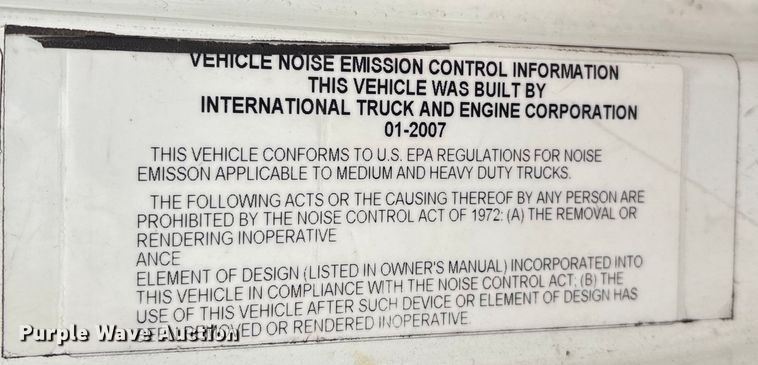 VEHICLE NOISE EMISSION CONTROL INFORMATION
THIS VEHICLE WAS BUILT BY
INTERNATIONAL TRUCK AND ENGINE CORPORATION
01-2007
THIS VEHICLE CONFORMS TO U.S. EPA REGULATIONS FOR NOISE
EMISSON APPLICABLE TO MEDIUM AND HEAVY DUTY TRUCKS.
THE FOLLOWING ACTS OR THE CAUSING THEREOF BY ANY PERSON ARE
PROHIBITED BY THE NOISE CONTROL ACT OF 1972: (A) THE REMOVAL OR
RENDERING INOPERATIVE
ANCE
ELEMENT OF DESIGN (LISTED IN OWNER'S MANUAL) INCORPORATED INTO
THIS VEHICLE IN COMPLIANCE WITH THE NOISE CONTROL ACT; (B) THE
USE OF THIS VEHICLE AFTER SUCH DEVICE OR ELEMENT OF DESIGN HAS
OR RENDERED INOPERATIVE.
Purple Wave Auction